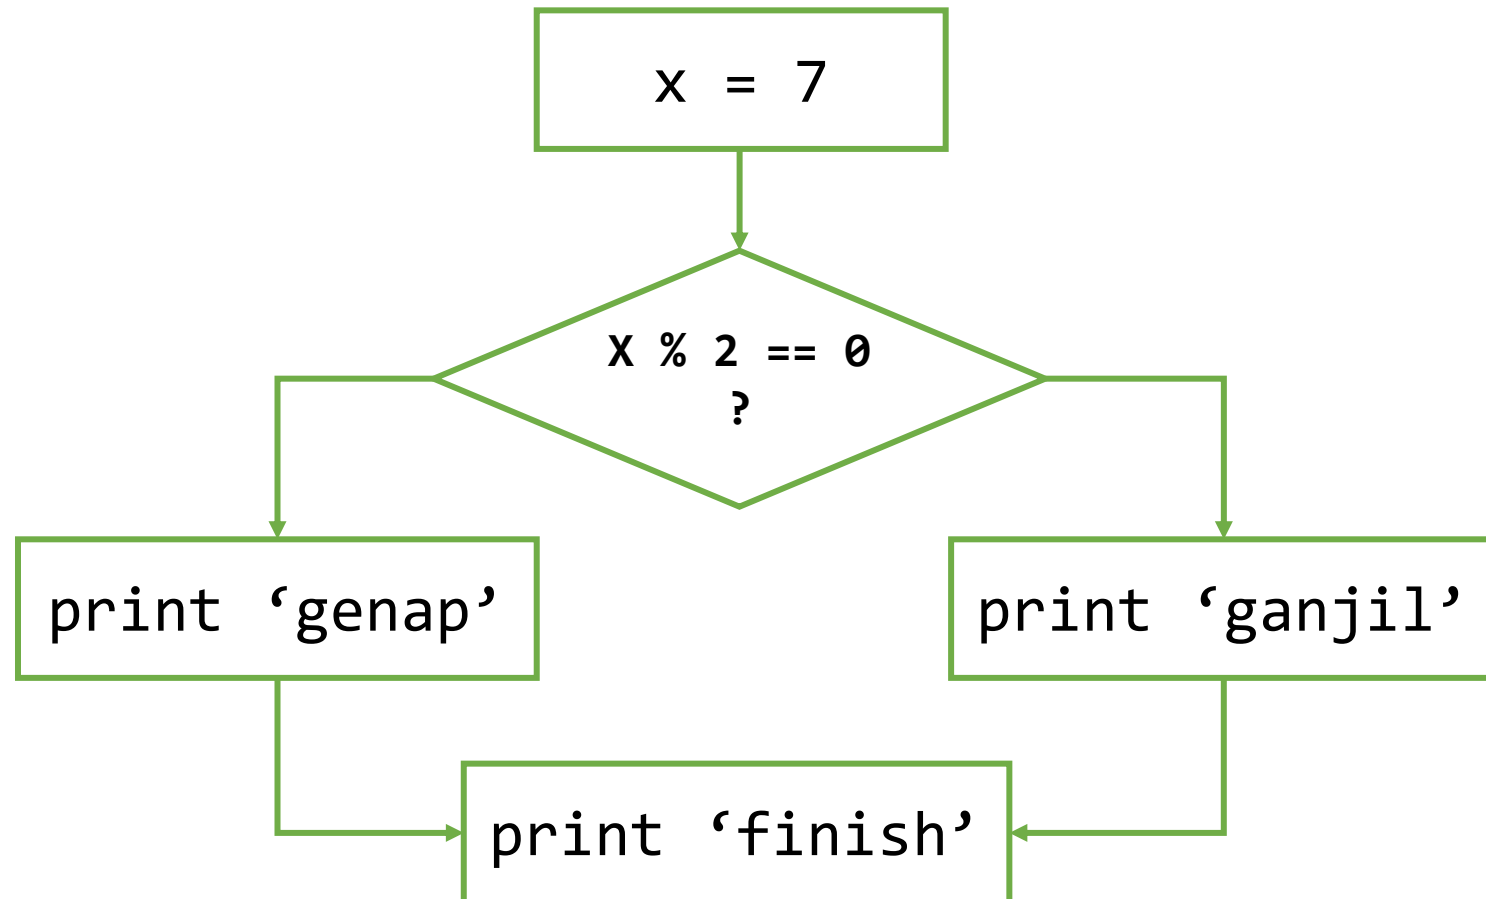 x = 7
X % 2 == 0
?
print ‘genap’
print ‘ganjil’
print ‘finish’